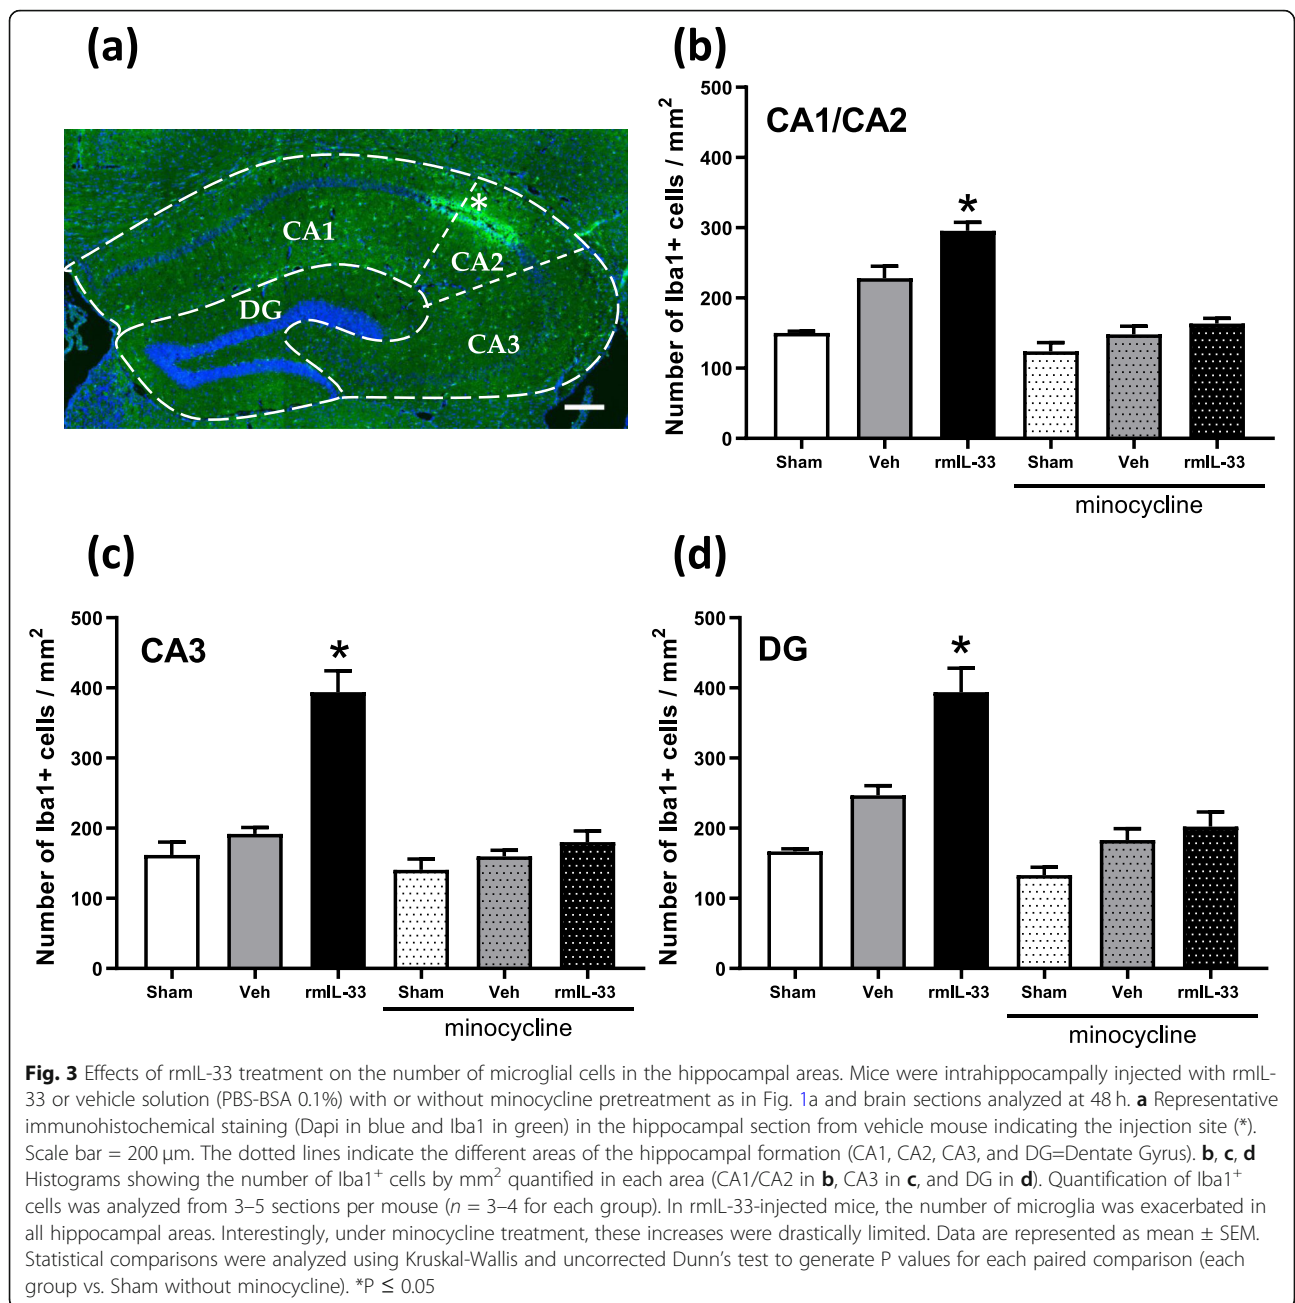 (a)
*
CA1
CA2
DG
CA3
(b)
CA1/CA2
Number of Iba1+ cells / mm²
500
400
300
200
100
0
*
Sham Veh rmIL-33 Sham Veh rmIL-33
minocycline
(c)
CA3
Number of Iba1+ cells / mm²
500
400
300
200
100
0
*
Sham Veh rmIL-33 Sham Veh rmIL-33
minocycline
(d)
DG
Number of Iba1+ cells / mm²
500
400
300
200
100
0
*
Sham Veh rmIL-33 Sham Veh rmIL-33
minocycline
Fig. 3 Effects of rmIL-33 treatment on the number of microglial cells in the hippocampal areas. Mice were intrahippocampally injected with rmIL-
33 or vehicle solution (PBS-BSA 0.1%) with or without minocycline pretreatment as in Fig. 1a and brain sections analyzed at 48 h. a Representative
immunohistochemical staining (Dapi in blue and Iba1 in green) in the hippocampal section from vehicle mouse indicating the injection site (*).
Scale bar = 200 μm. The dotted lines indicate the different areas of the hippocampal formation (CA1, CA2, CA3, and DG=Dentate Gyrus). b, c, d
Histograms showing the number of Iba1⁺ cells by mm² quantified in each area (CA1/CA2 in b, CA3 in c, and DG in d). Quantification of Iba1⁺
cells was analyzed from 3–5 sections per mouse (n = 3–4 for each group). In rmIL-33-injected mice, the number of microglia was exacerbated in
all hippocampal areas. Interestingly, under minocycline treatment, these increases were drastically limited. Data are represented as mean ± SEM.
Statistical comparisons were analyzed using Kruskal-Wallis and uncorrected Dunn's test to generate P values for each paired comparison (each
group vs. Sham without minocycline). *P ≤ 0.05